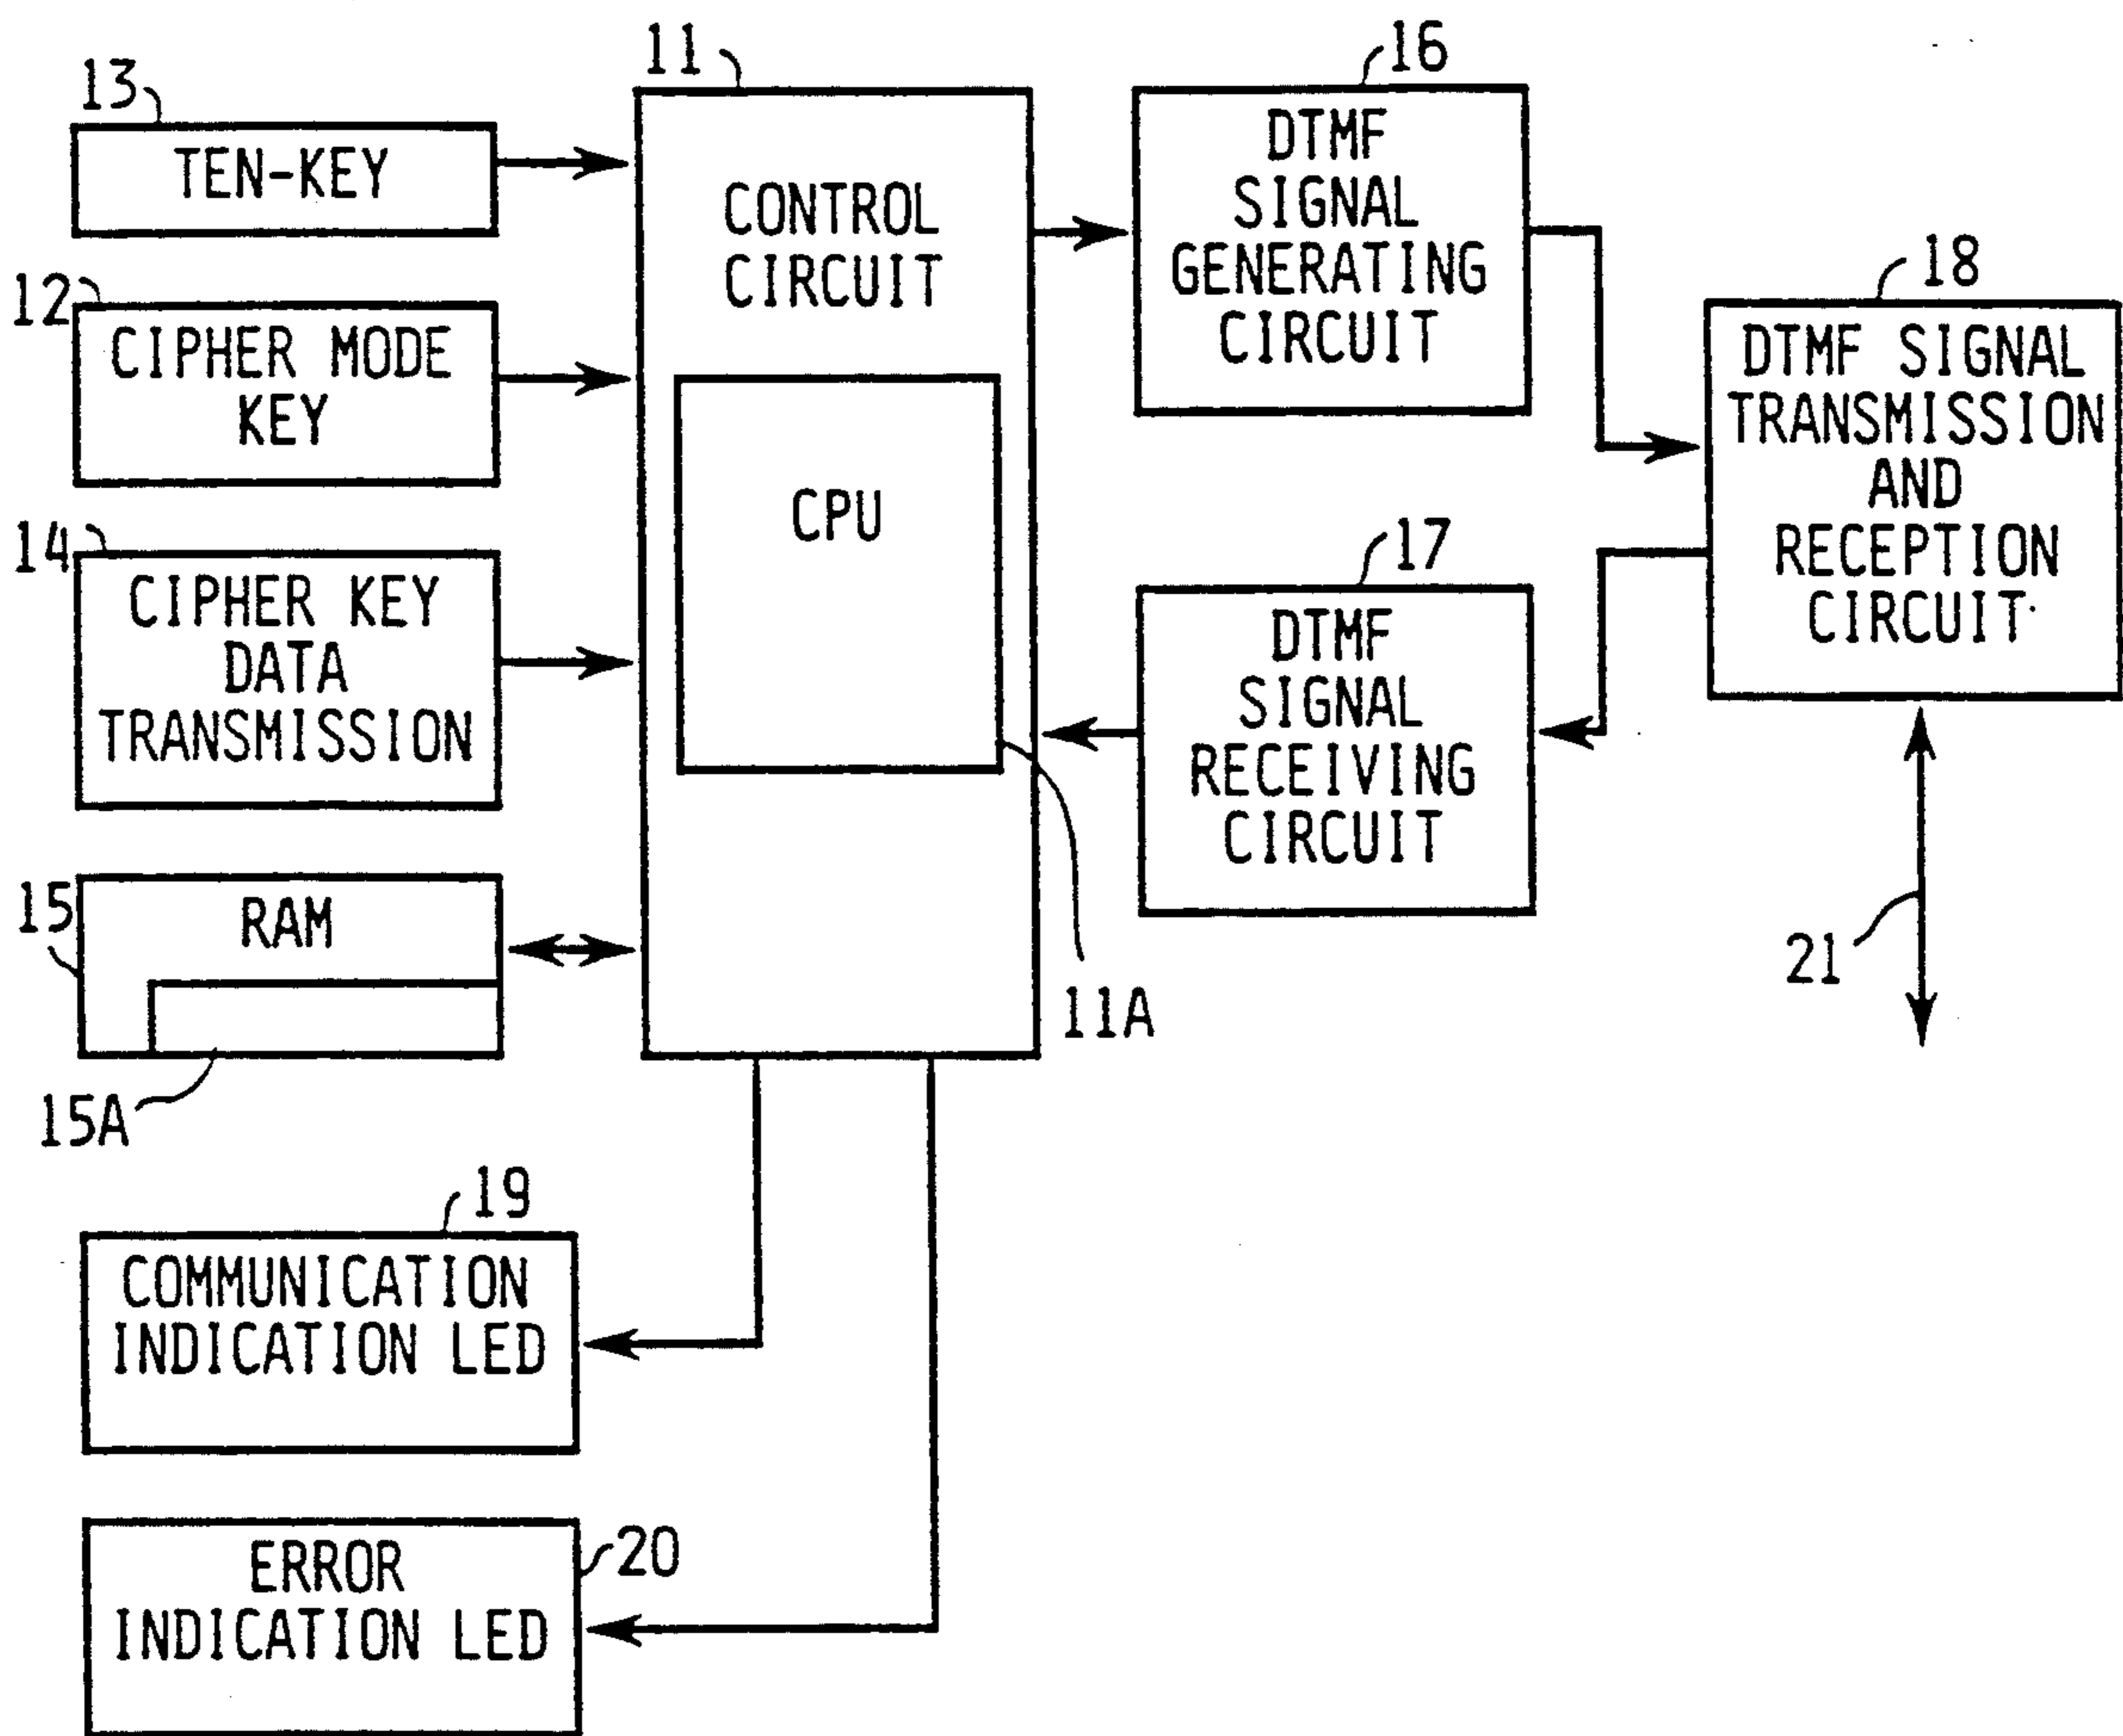 13
TEN-KEY
12
CIPHER MODE
KEY
14
CIPHER KEY
DATA
TRANSMISSION
15
RAM
15A
11
CONTROL
CIRCUIT
CPU
11A
16
DTMF
SIGNAL
GENERATING
CIRCUIT
17
DTMF
SIGNAL
RECEIVING
CIRCUIT
18
DTMF SIGNAL
TRANSMISSION
AND
RECEPTION
CIRCUIT
21
19
COMMUNICATION
INDICATION LED
20
ERROR
INDICATION LED